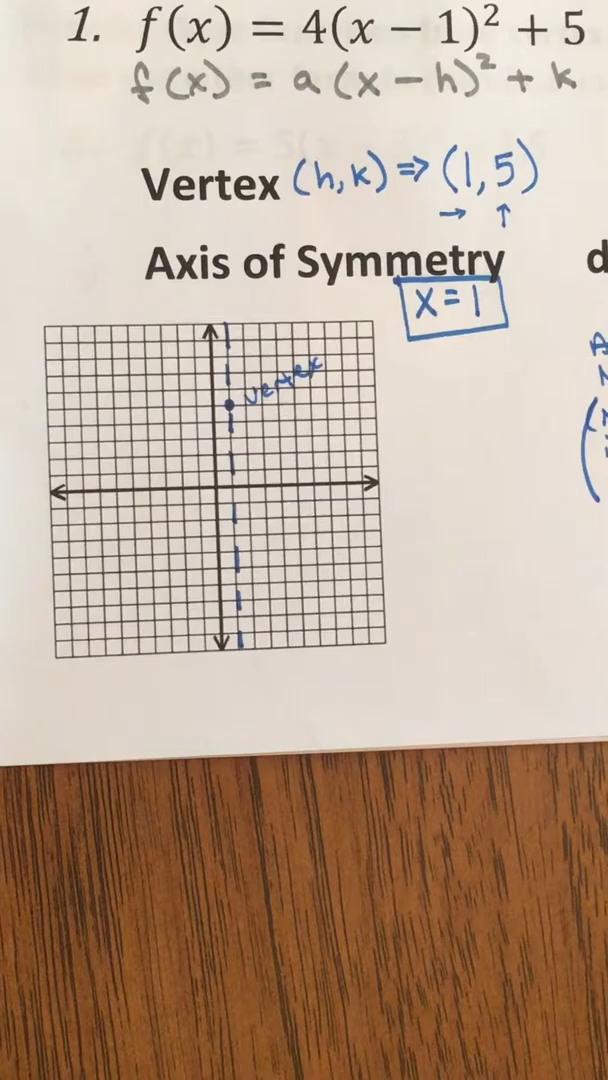 1. f(x) = 4(x − 1)² + 5
f(x) = a(x − h)² + k
Vertex (h,k) ⇒ (1,5)
→ ↑
Axis of Symmetry
x = 1
vertex